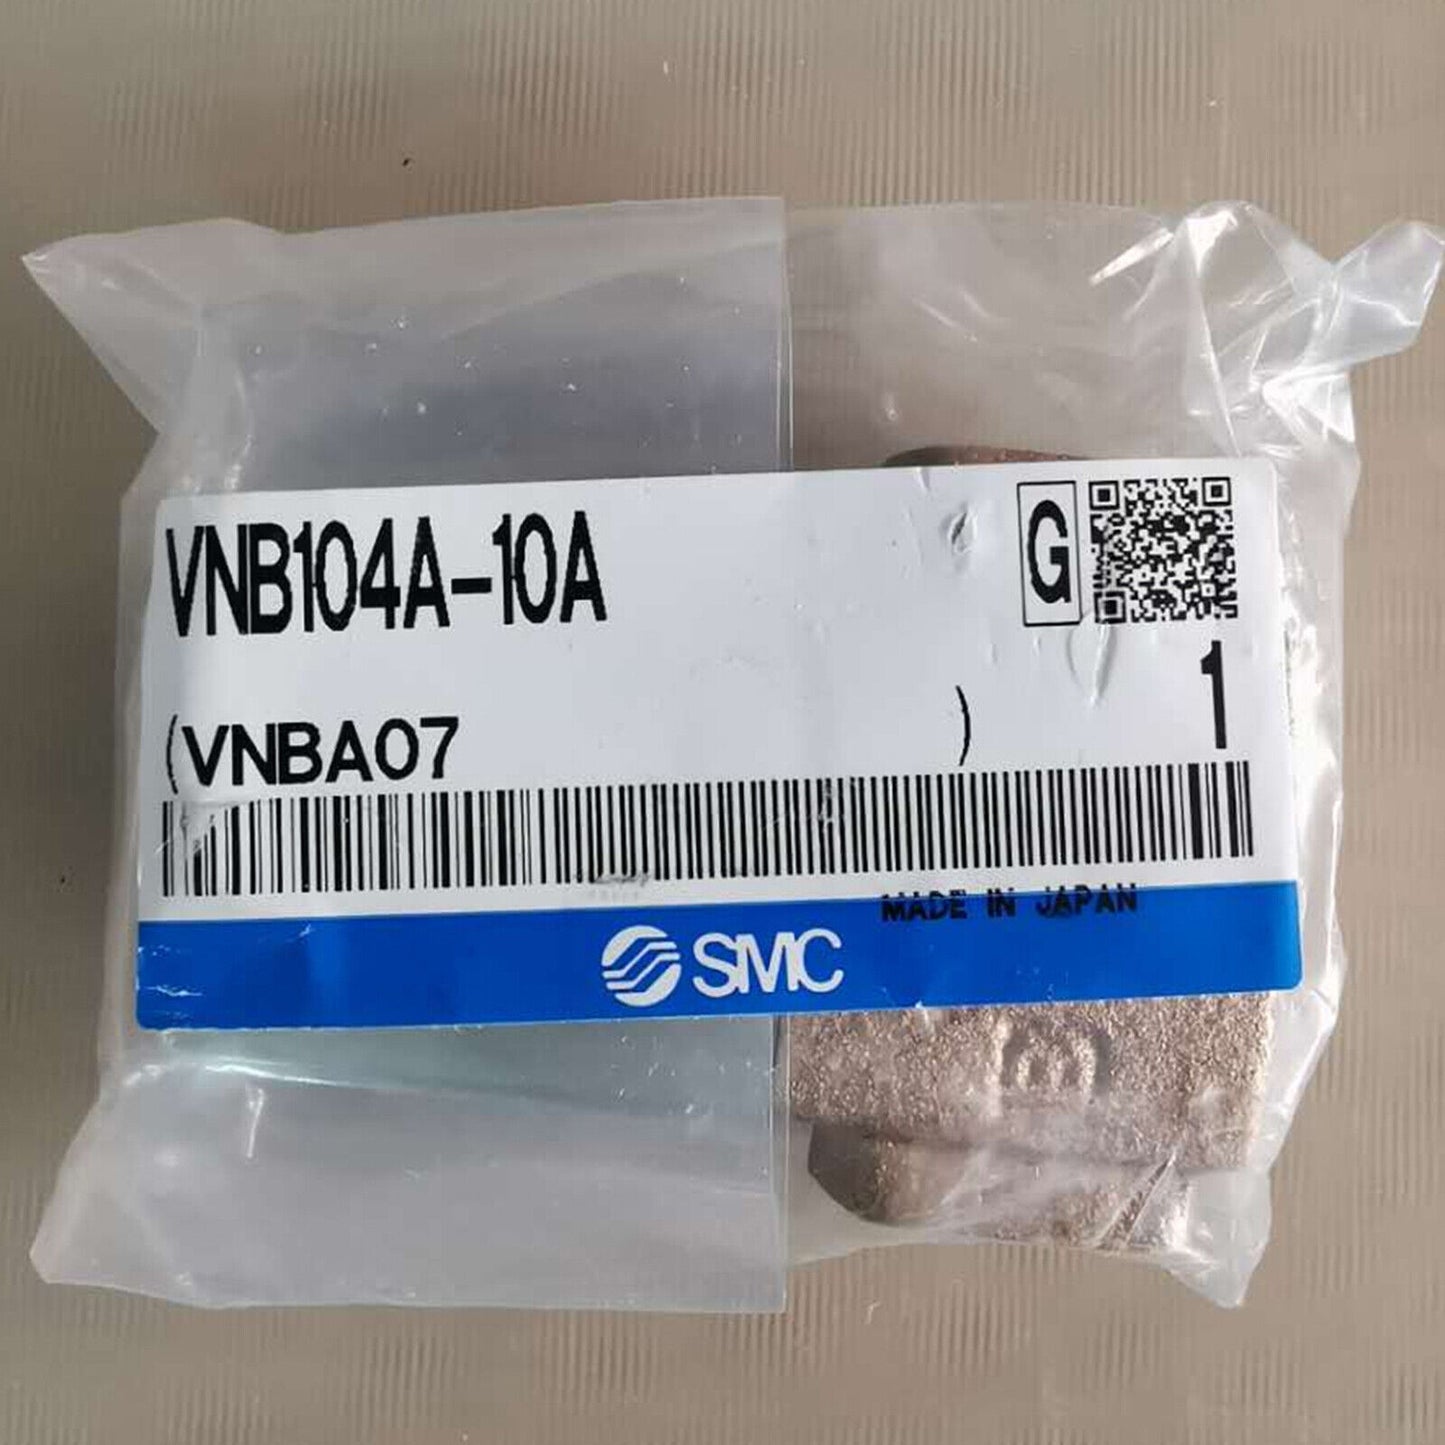 VNB104A-10A
G
1
(VNBA07 )
MADE IN JAPAN
SMC